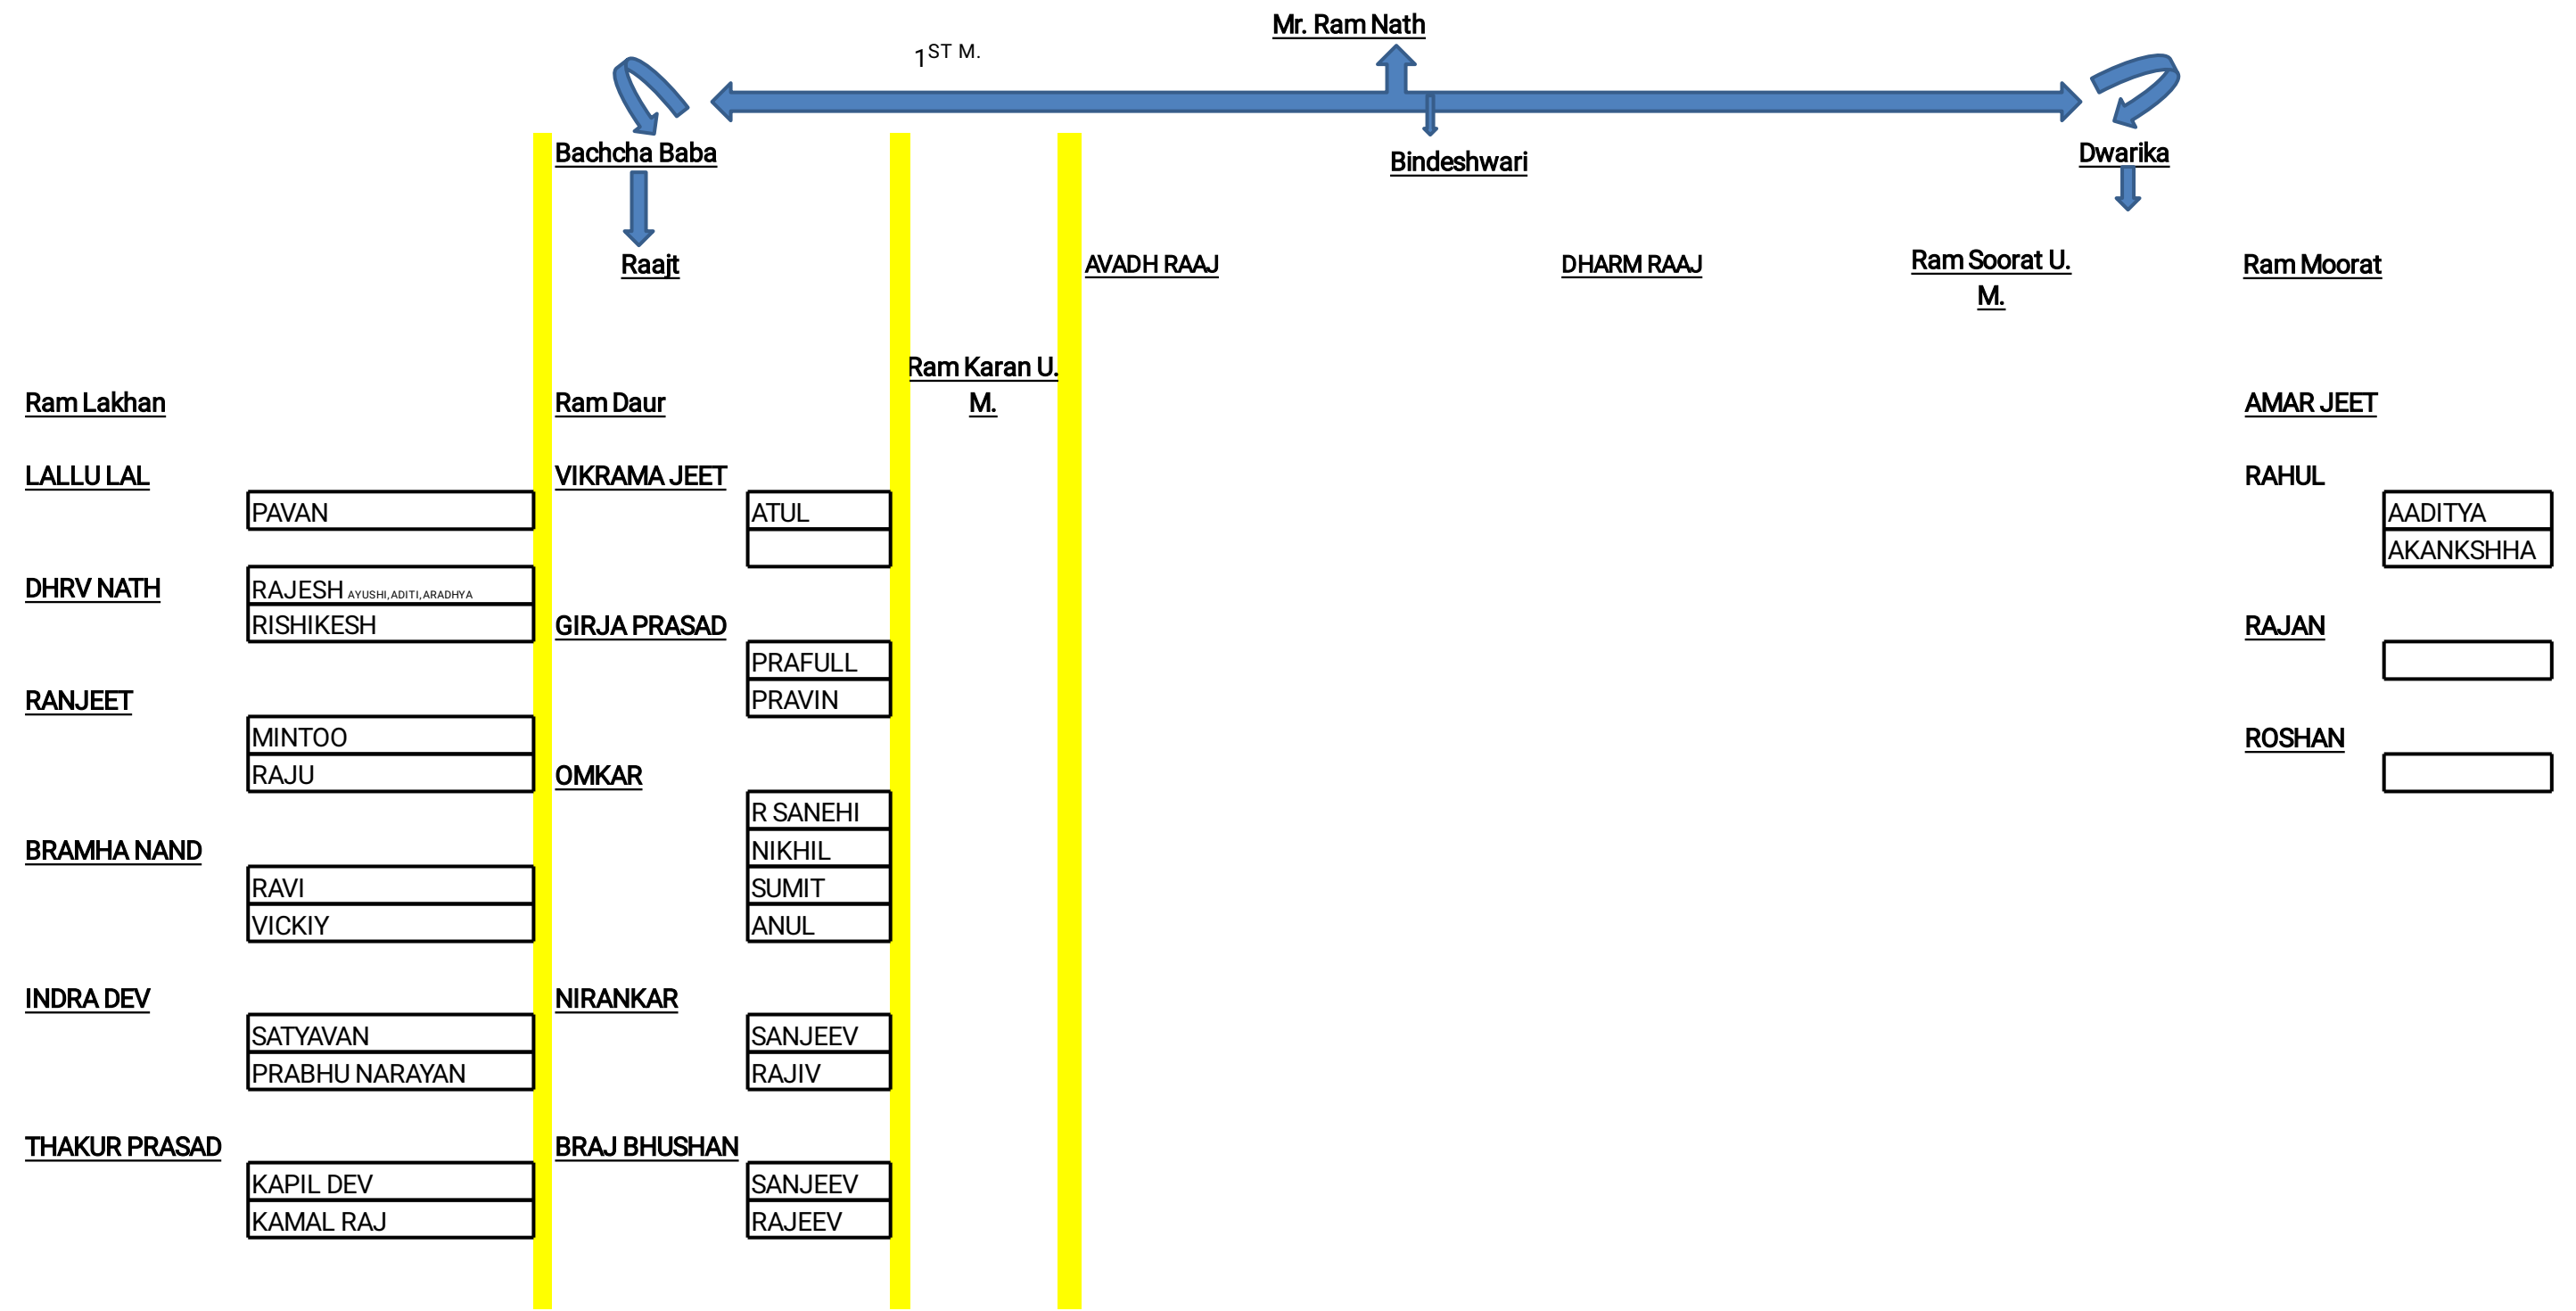 Mr. Ram Nath
1ST M.
Bachcha Baba
Bindeshwari
Dwarika
Raajt
AVADH RAAJ
DHARM RAAJ
Ram Soorat U.
M.
Ram Moorat
Ram Lakhan
Ram Daur
Ram Karan U.
M.
AMAR JEET
LALLU LAL
PAVAN
DHRV NATH
RAJESH AYUSHI,ADITI,ARADHYA
RISHIKESH
RANJEET
MINTOO
RAJU
BRAMHA NAND
RAVI
VICKIY
INDRA DEV
SATYAVAN
PRABHU NARAYAN
THAKUR PRASAD
KAPIL DEV
KAMAL RAJ
VIKRAMA JEET
ATUL
GIRJA PRASAD
PRAFULL
PRAVIN
OMKAR
R SANEHI
NIKHIL
SUMIT
ANUL
NIRANKAR
SANJEEV
RAJIV
BRAJ BHUSHAN
SANJEEV
RAJEEV
RAHUL
AADITYA
AKANKSHHA
RAJAN
ROSHAN